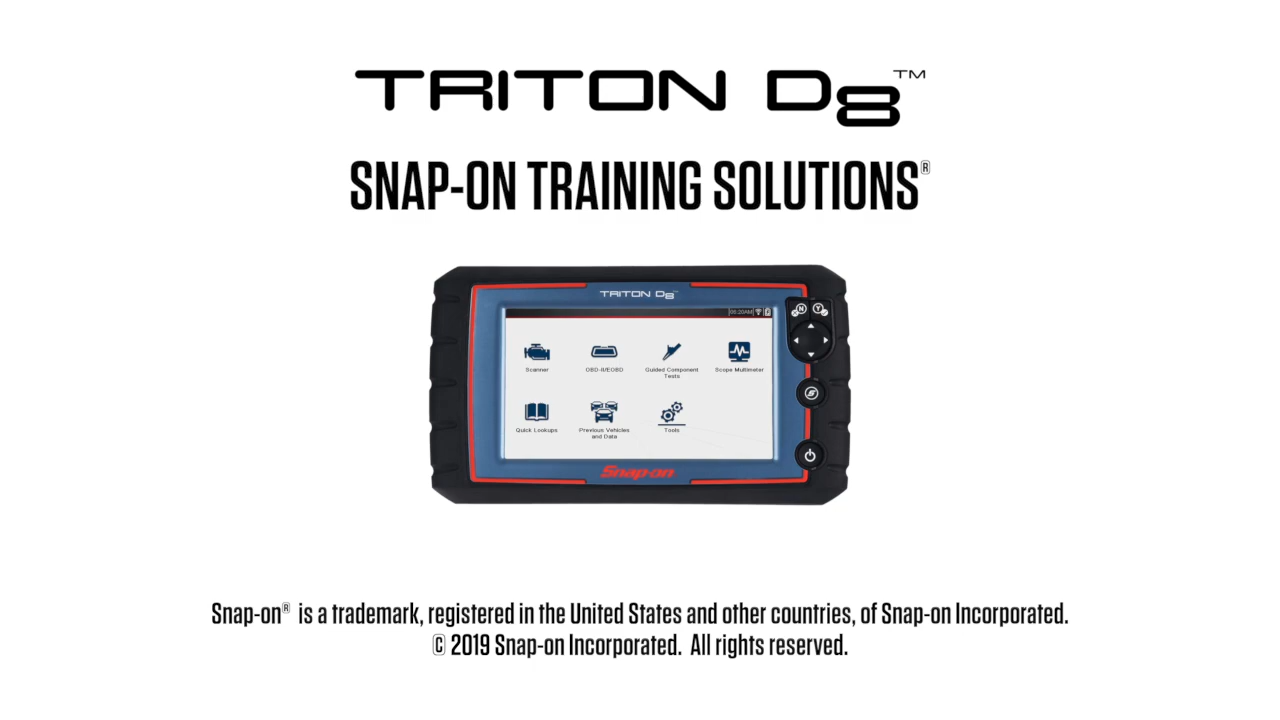 TRITON D8™
SNAP-ON TRAINING SOLUTIONS®
TRITON D8™
05:20AM
Scanner
OBD-II/EOBD
Guided Component
Tests
Scope Multimeter
Quick Lookups
Previous Vehicles
and Data
Tools
N
Y
S
Snap-on
Snap-on® is a trademark, registered in the United States and other countries, of Snap-on Incorporated.
© 2019 Snap-on Incorporated. All rights reserved.